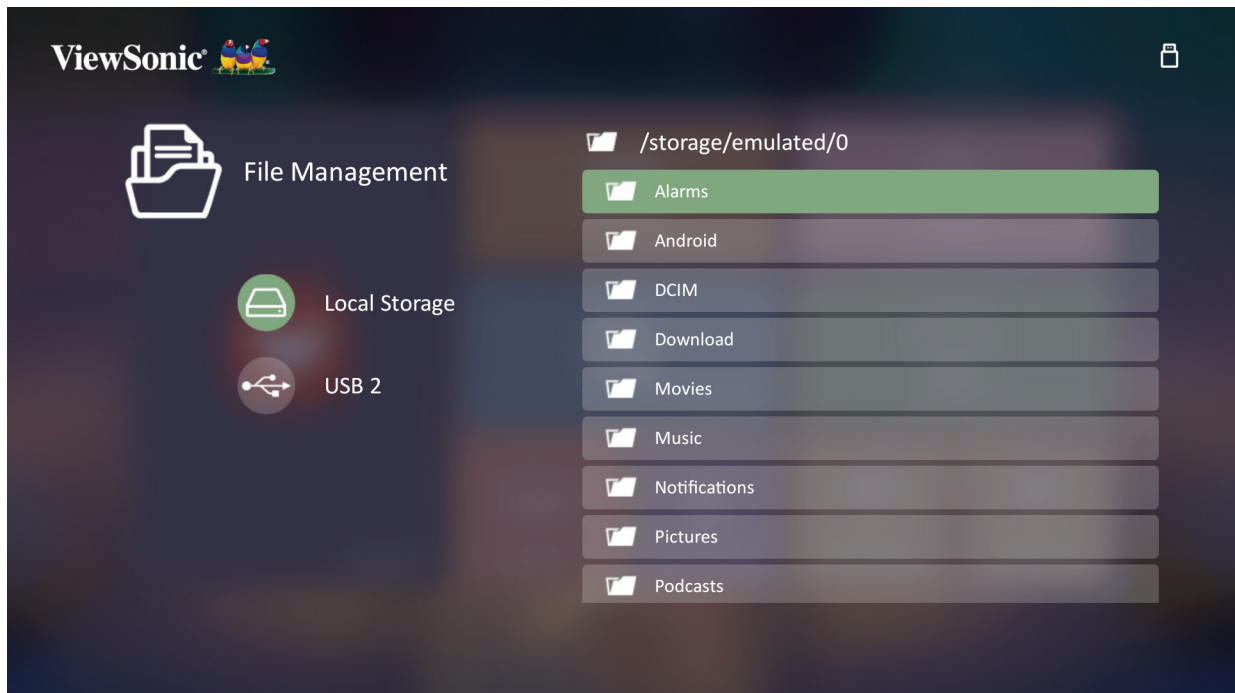 ViewSonic®
File Management
Local Storage
USB 2
/storage/emulated/0
Alarms
Android
DCIM
Download
Movies
Music
Notifications
Pictures
Podcasts